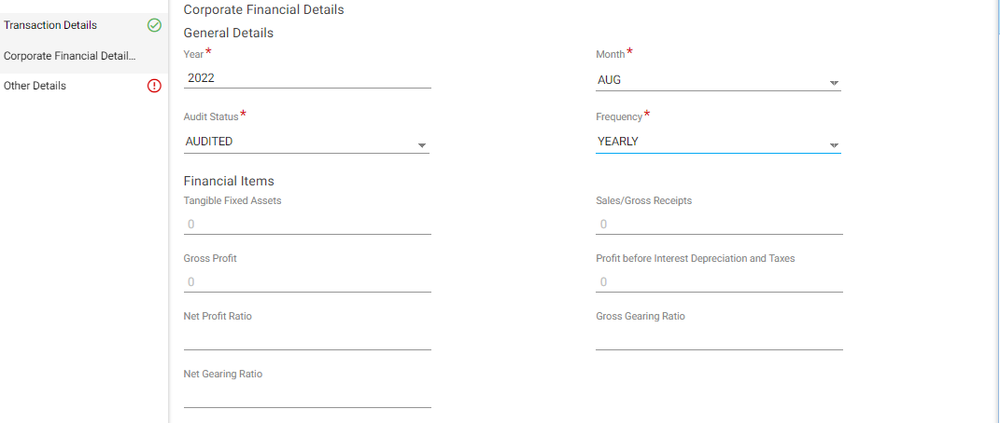 Transaction Details
Corporate Financial Detail...
Other Details
Corporate Financial Details
General Details
Year*
2022
Month*
AUG
Audit Status*
AUDITED
Frequency*
YEARLY
Financial Items
Tangible Fixed Assets
0
Sales/Gross Receipts
0
Gross Profit
0
Profit before Interest Depreciation and Taxes
0
Net Profit Ratio
Gross Gearing Ratio
Net Gearing Ratio